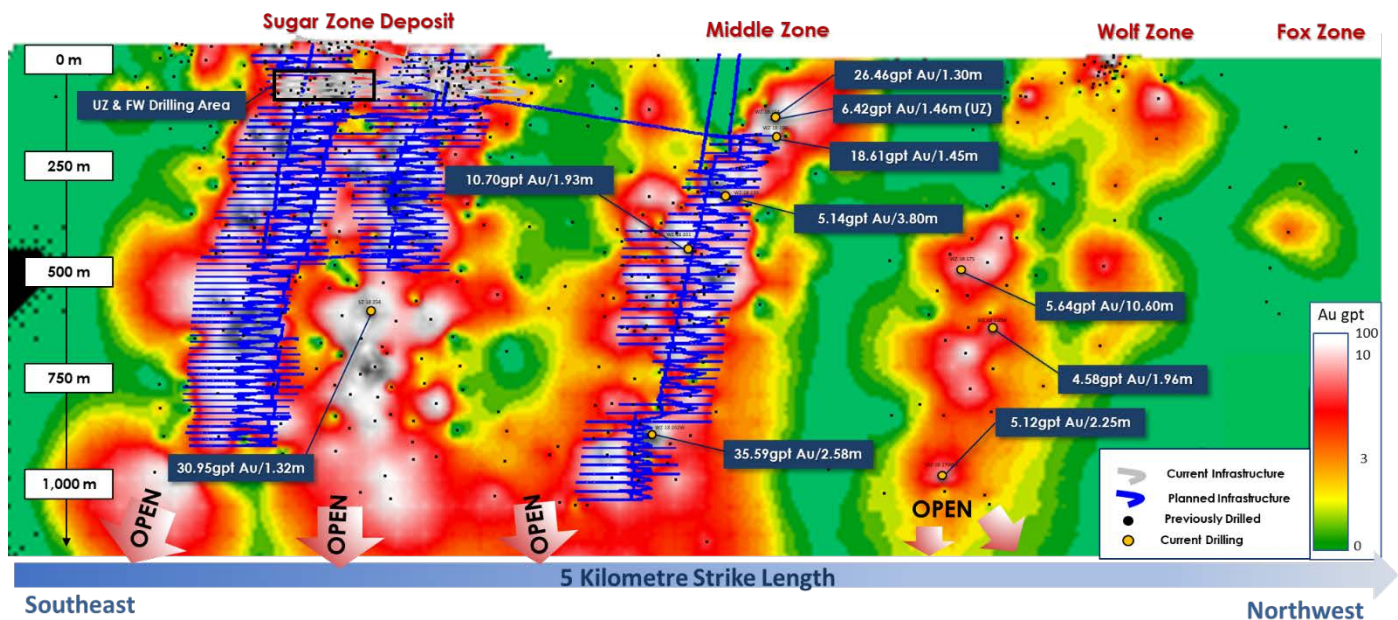 Sugar Zone Deposit
Middle Zone
Wolf Zone
Fox Zone
0 m
26.46gpt Au/1.30m
UZ & FW Drilling Area
6.42gpt Au/1.46m (UZ)
18.61gpt Au/1.45m
250 m
10.70gpt Au/1.93m
5.14gpt Au/3.80m
500 m
WZ 18 175
5.64gpt Au/10.60m
Au gpt
100
10
3
0
4.58gpt Au/1.96m
750 m
5.12gpt Au/2.25m
35.59gpt Au/2.58m
30.95gpt Au/1.32m
1,000 m
Current Infrastructure
Planned Infrastructure
Previously Drilled
Current Drilling
OPEN
OPEN
OPEN
OPEN
5 Kilometre Strike Length
Southeast
Northwest